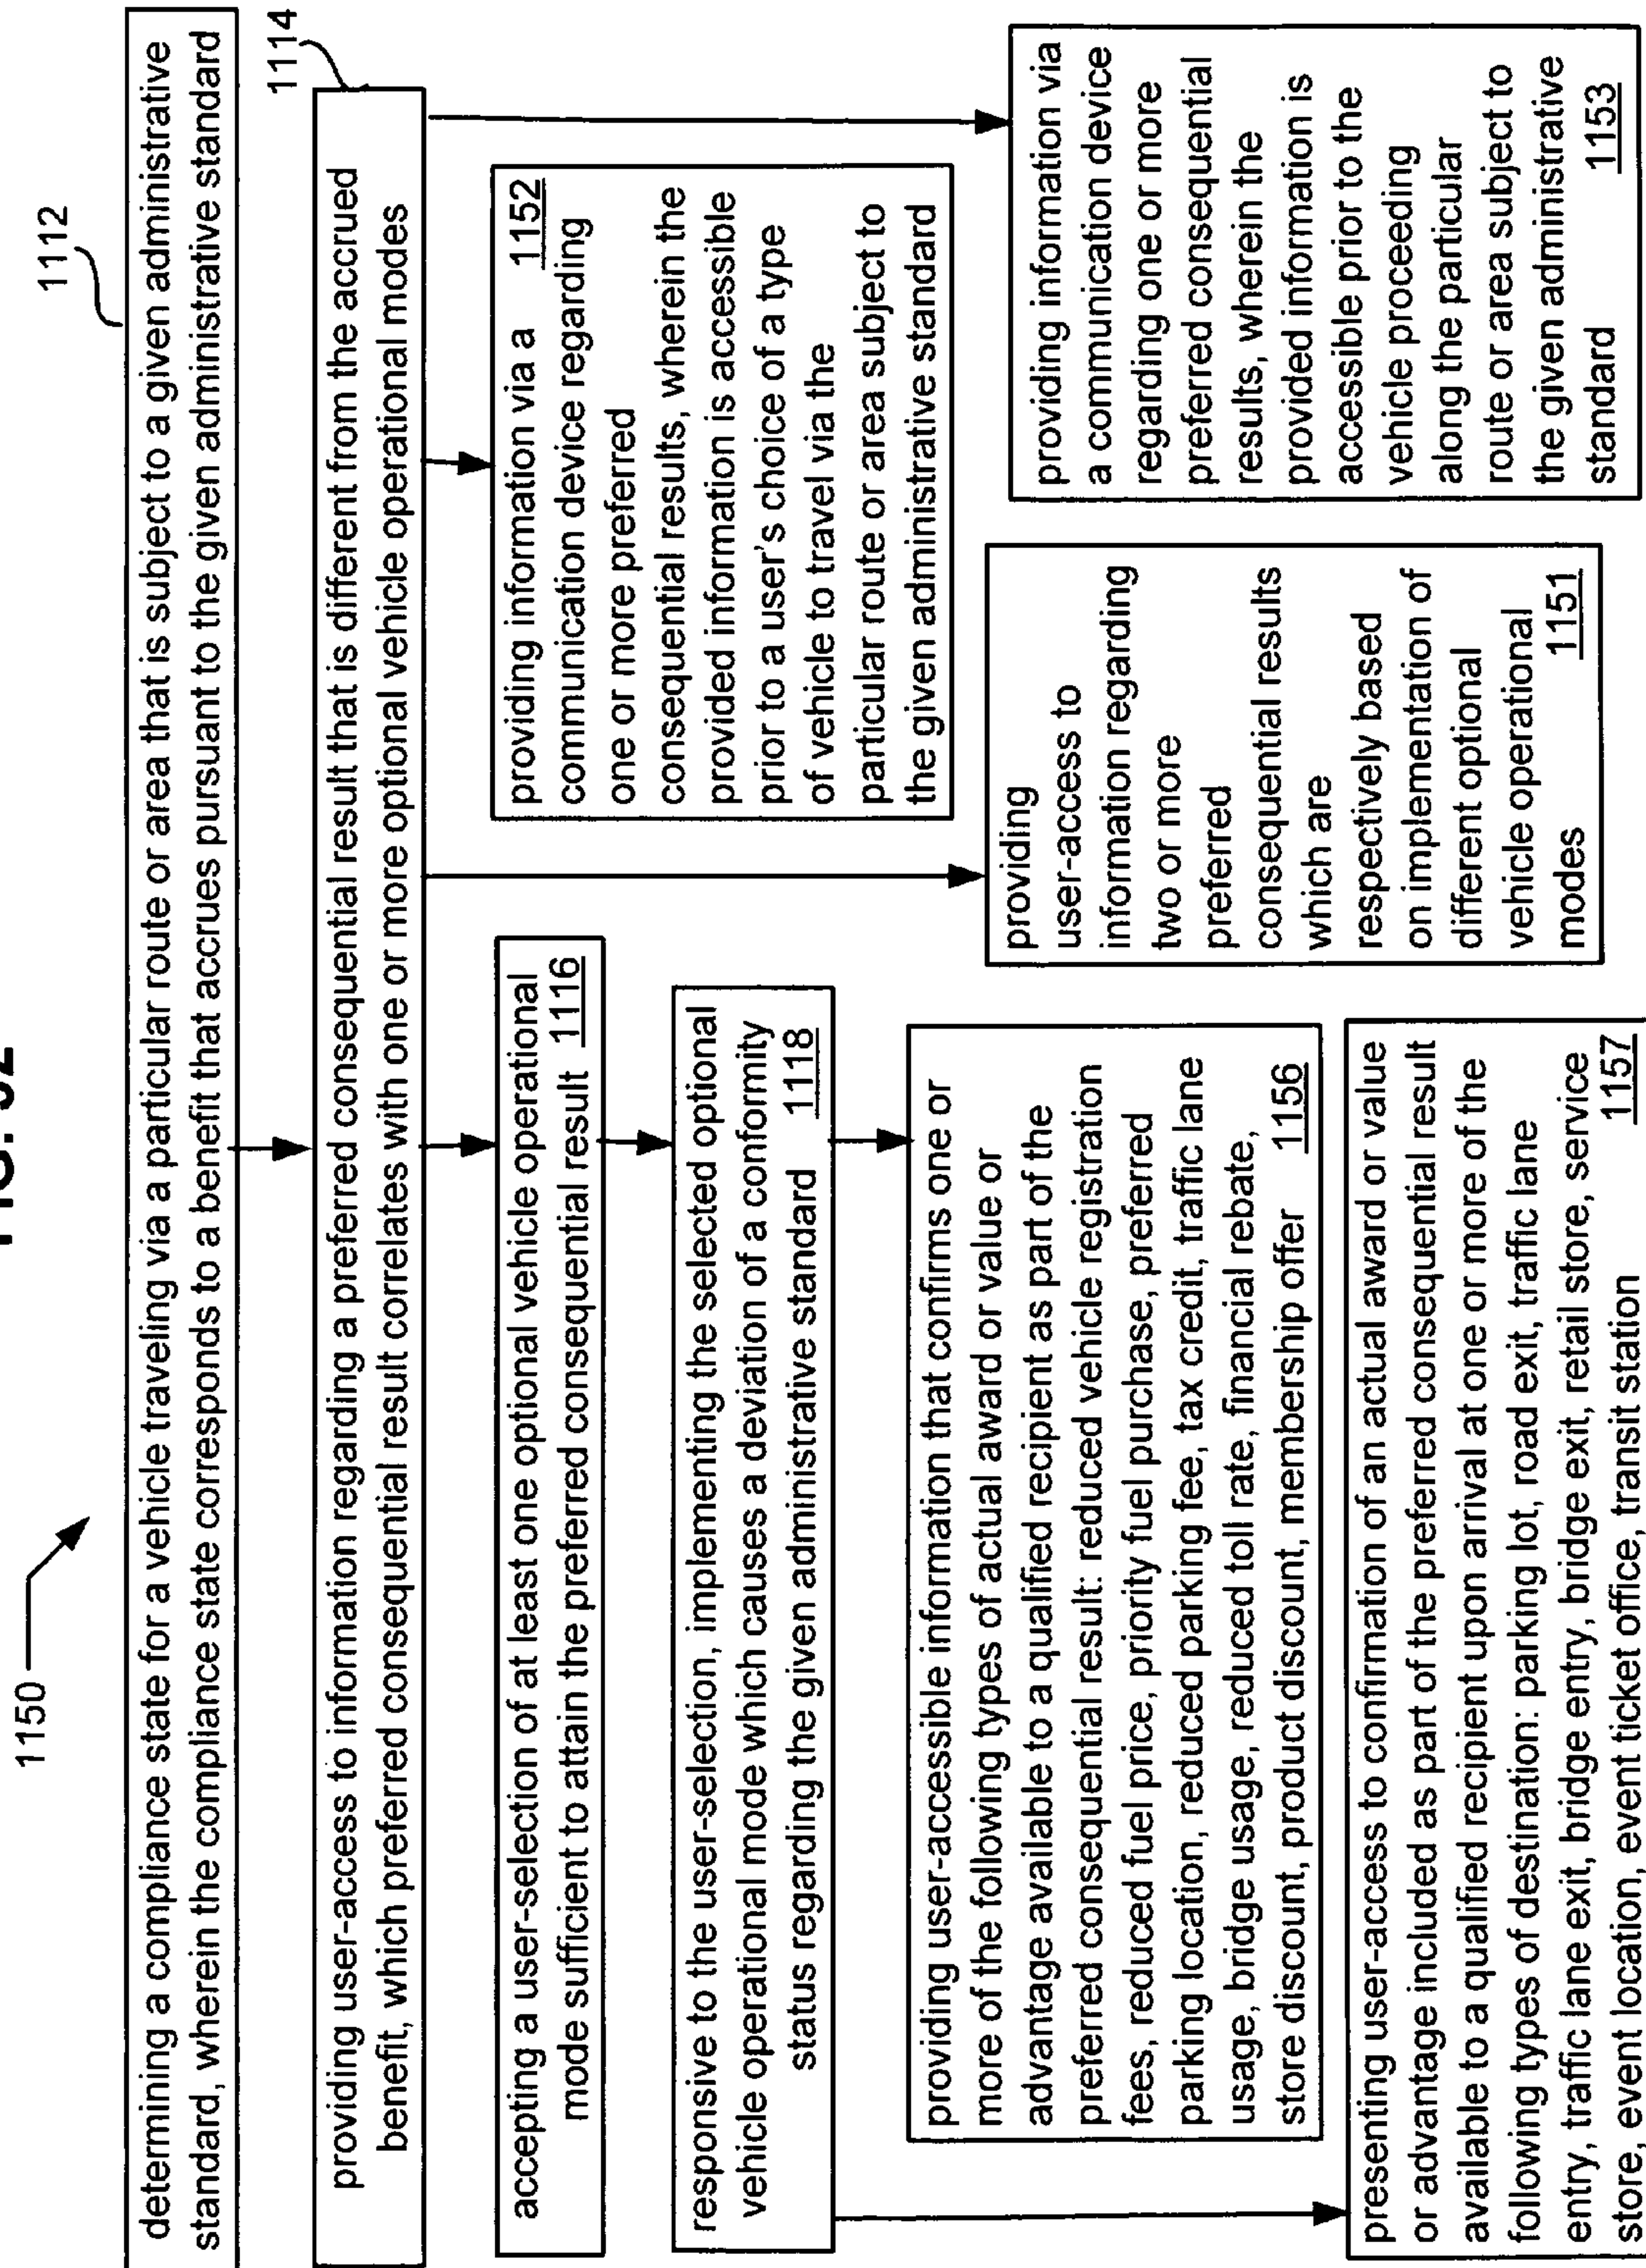 1150
1112
determining a compliance state for a vehicle traveling via a particular route or area that is subject to a given administrative
standard, wherein the compliance state corresponds to a benefit that accrues pursuant to the given administrative standard
1114
providing user-access to information regarding a preferred consequential result that is different from the accrued
benefit, which preferred consequential result correlates with one or more optional vehicle operational modes
accepting a user-selection of at least one optional vehicle operational
mode sufficient to attain the preferred consequential result 1116
responsive to the user-selection, implementing the selected optional
vehicle operational mode which causes a deviation of a conformity
status regarding the given administrative standard 1118
providing user-accessible information that confirms one or
more of the following types of actual award or value or
advantage available to a qualified recipient as part of the
preferred consequential result: reduced vehicle registration
fees, reduced fuel price, priority fuel purchase, preferred
parking location, reduced parking fee, tax credit, traffic lane
usage, bridge usage, reduced toll rate, financial rebate,
store discount, product discount, membership offer 1156
presenting user-access to confirmation of an actual award or value
or advantage included as part of the preferred consequential result
available to a qualified recipient upon arrival at one or more of the
following types of destination: parking lot, road exit, traffic lane
entry, traffic lane exit, bridge entry, bridge exit, retail store, service
store, event location, event ticket office, transit station 1157
providing information via a 1152
communication device regarding
one or more preferred
consequential results, wherein the
provided information is accessible
prior to a user's choice of a type
of vehicle to travel via the
particular route or area subject to
the given administrative standard
providing
user-access to
information regarding
two or more
preferred
consequential results
which are
respectively based
on implementation of
different optional
vehicle operational
modes 1151
providing information via
a communication device
regarding one or more
preferred consequential
results, wherein the
provided information is
accessible prior to the
vehicle proceeding
along the particular
route or area subject to
the given administrative
standard 1153